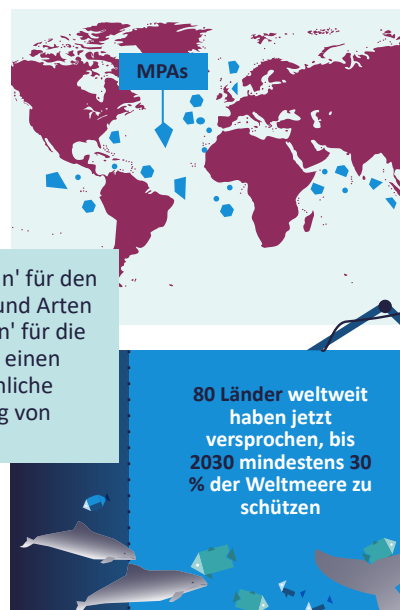 MPAs
n' für den
und Arten
n' für die
einen
nliche
g von
80 Länder weltweit
haben jetzt
versprochen, bis
2030 mindestens 30
% der Weltmeere zu
schützen